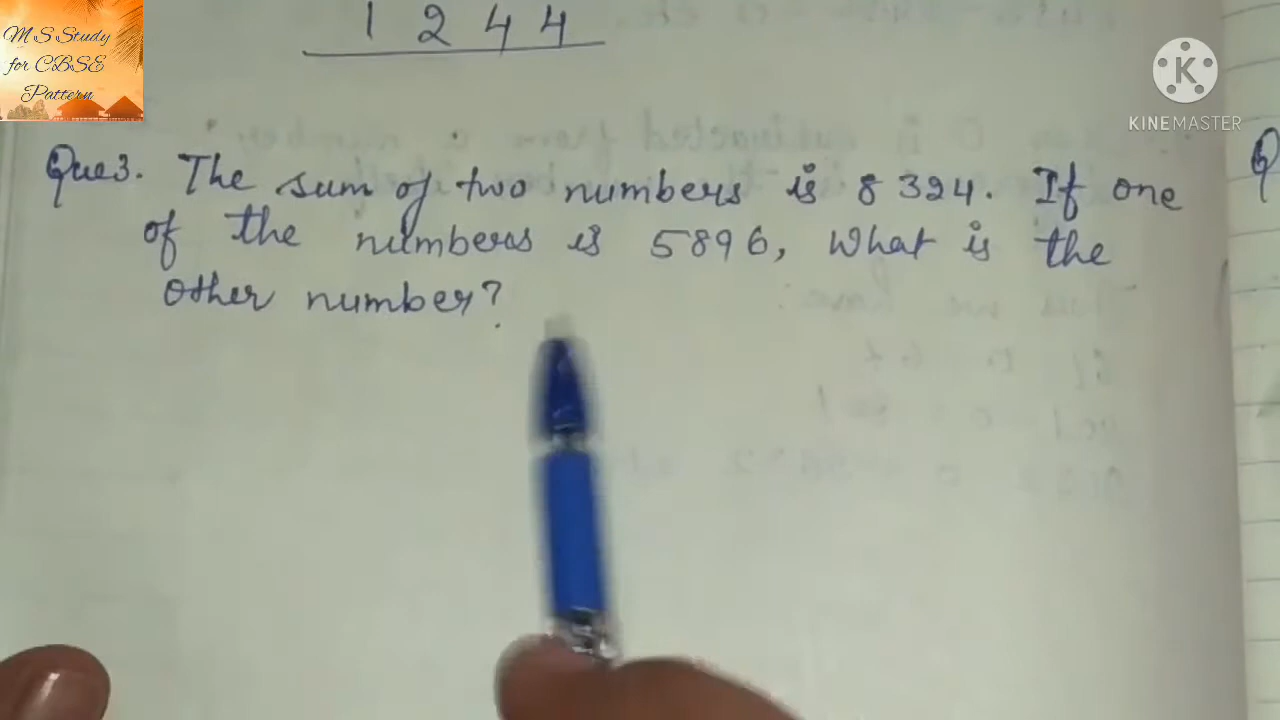 M S Study
for CBSE
Pattern
1 2 4 4
KINEMASTER
Que3. The sum of two numbers is 8324. If one
of the numbers is 5896, What is the
Other number?
Q